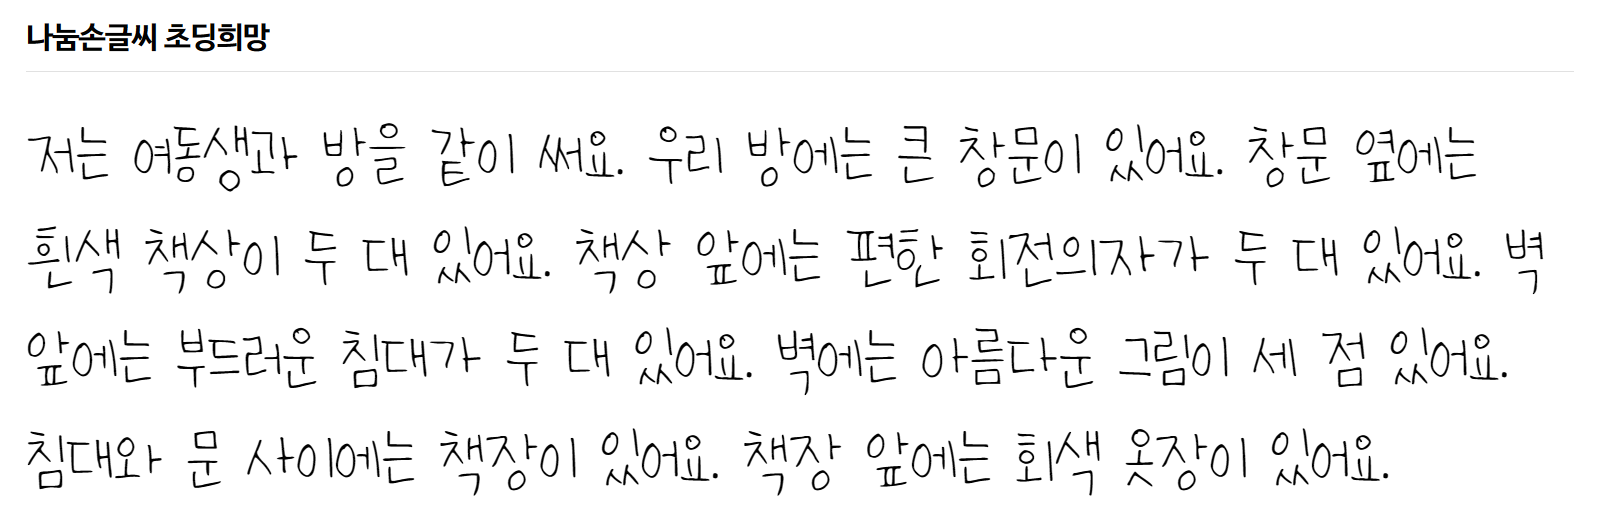 나눔손글씨 초딩희망
저는 여동생과 방을 같이 써요. 우리 방에는 큰 창문이 있어요. 창문 옆에는
흰색 책상이 두 대 있어요. 책상 앞에는 편한 회전의자가 두 대 있어요. 벽
앞에는 부드러운 침대가 두 대 있어요. 벽에는 아름다운 그림이 세 점 있어요.
침대와 문 사이에는 책장이 있어요. 책장 앞에는 회색 옷장이 있어요.